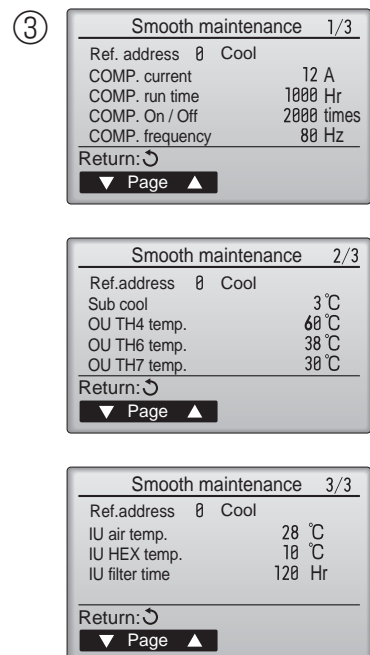 ③
Smooth maintenance 1/3
Ref. address 0 Cool
COMP. current 12 A
COMP. run time 1000 Hr
COMP. On / Off 2000 times
COMP. frequency 80 Hz
Return:
▼ Page ▲
Smooth maintenance 2/3
Ref.address 0 Cool
Sub cool 3 °C
OU TH4 temp. 60 °C
OU TH6 temp. 38 °C
OU TH7 temp. 30 °C
Return:
▼ Page ▲
Smooth maintenance 3/3
Ref.address 0 Cool
IU air temp. 28 °C
IU HEX temp. 10 °C
IU filter time 120 Hr
Return:
▼ Page ▲